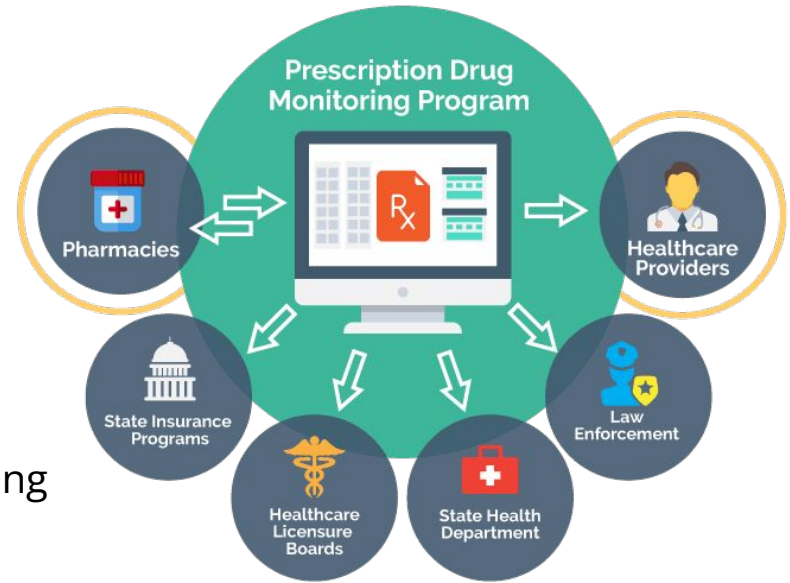 Prescription Drug
Monitoring Program
Rx
Pharmacies
Healthcare
Providers
State Insurance
Programs
Law
Enforcement
ng
Healthcare
Licensure
Boards
State Health
Department